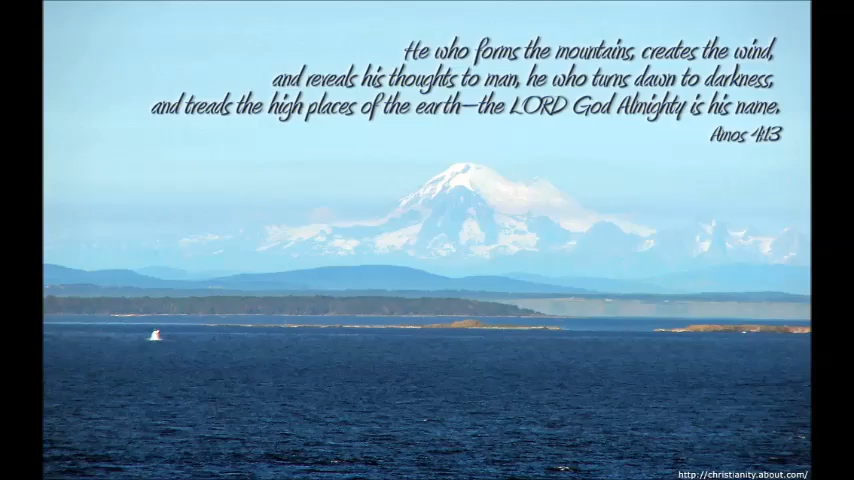 He who forms the mountains, creates the wind,
and reveals his thoughts to man, he who turns dawn to darkness,
and treads the high places of the earth—the LORD God Almighty is his name.
Amos 4:13
http://christianity.about.com/